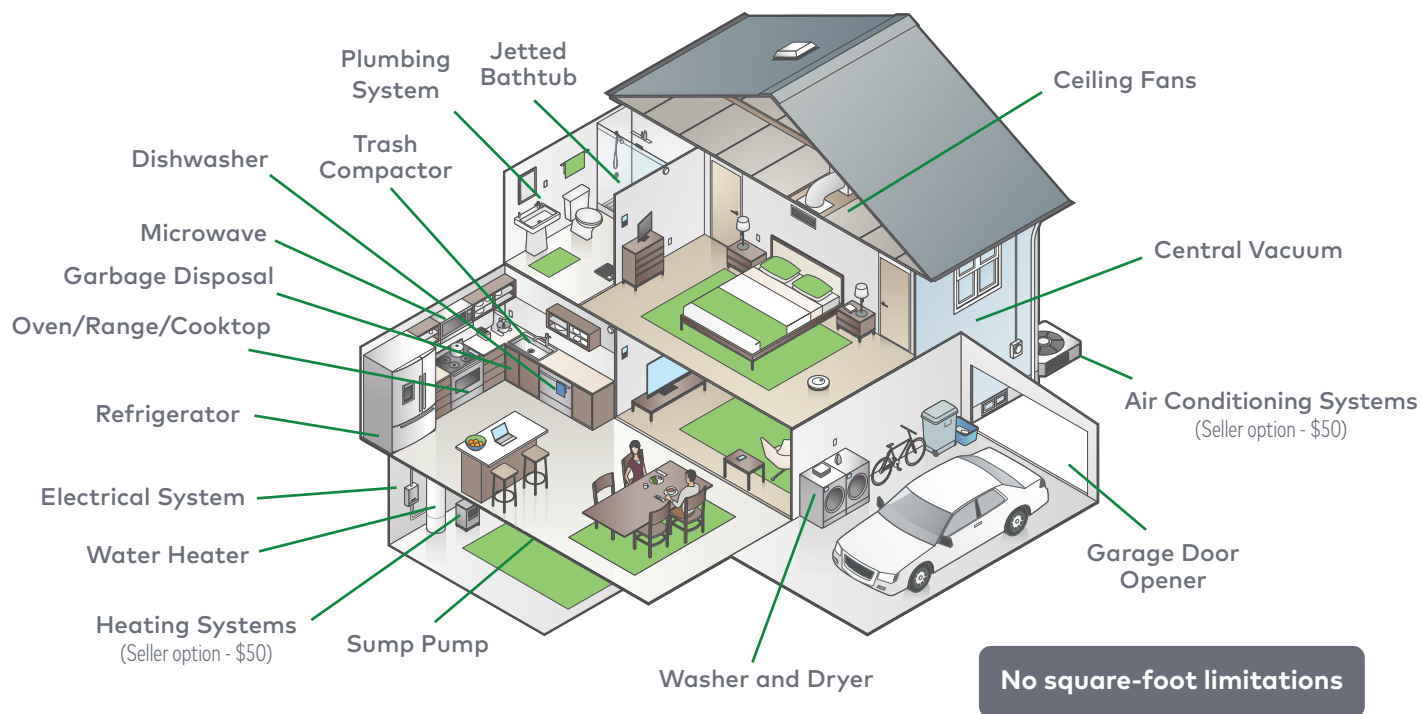 Plumbing
System
Jetted
Bathtub
Ceiling Fans
Trash
Compactor
Dishwasher
Microwave
Central Vacuum
Garbage Disposal
Oven/Range/Cooktop
Refrigerator
Air Conditioning Systems
(Seller option - $50)
Electrical System
Water Heater
Garage Door
Opener
Heating Systems
(Seller option - $50)
Sump Pump
Washer and Dryer
No square-foot limitations